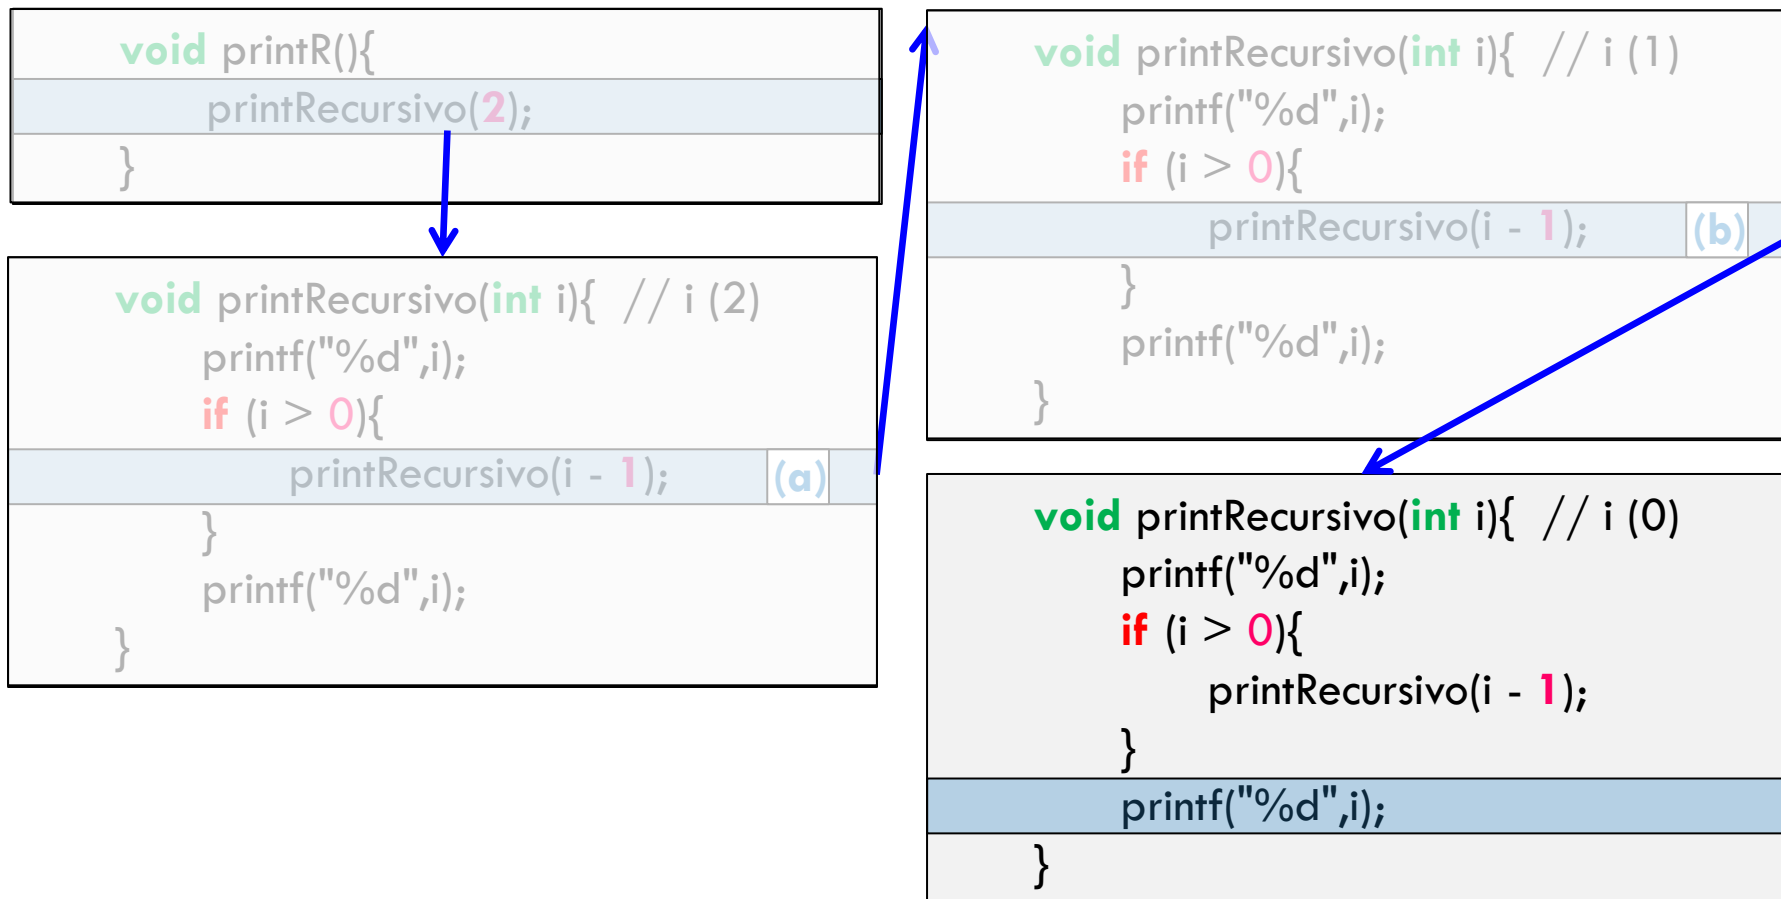 void printR(){
printRecursivo(2);
}
void printRecursivo(int i){ // i (2)
printf("%d",i);
if (i > 0){
printRecursivo(i - 1); (a)
}
printf("%d",i);
}
void printRecursivo(int i){ // i (1)
printf("%d",i);
if (i > 0){
printRecursivo(i - 1); (b)
}
printf("%d",i);
}
void printRecursivo(int i){ // i (0)
printf("%d",i);
if (i > 0){
printRecursivo(i - 1);
}
printf("%d",i);
}